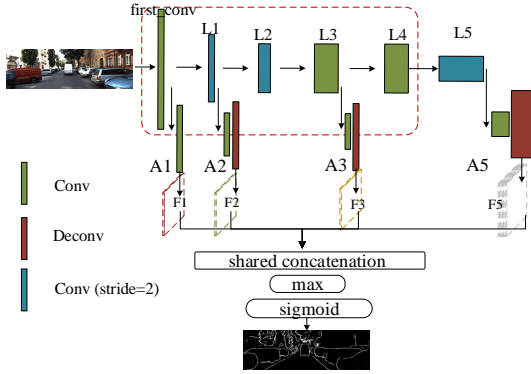 first_conv
L1
L2
L3
L4
L5
A1
A2
A3
A5
F1
F2
F3
F5
Conv
Deconv
Conv (stride=2)
shared concatenation
max
sigmoid